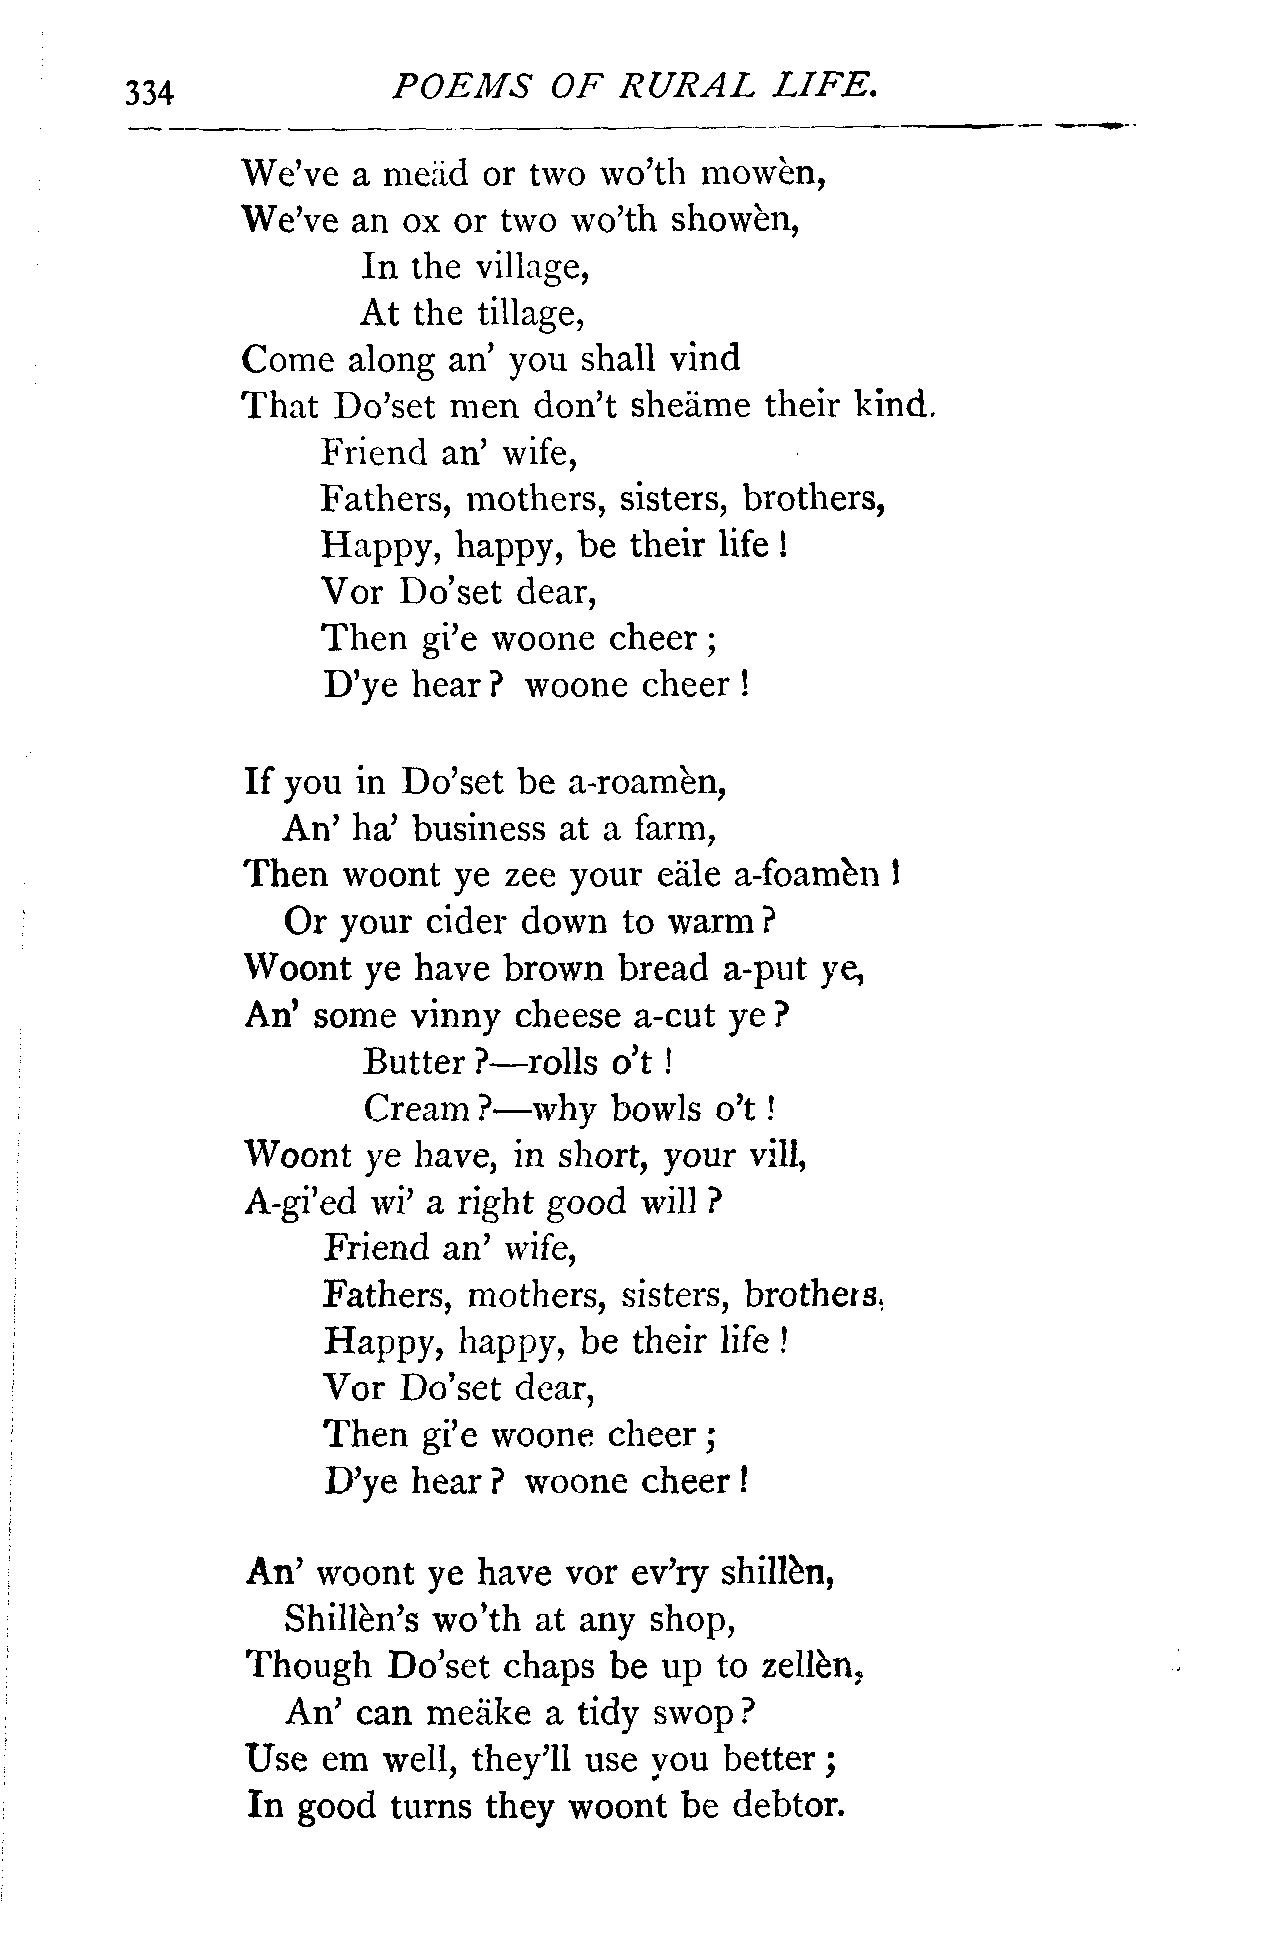 334 POEMS OF RURAL LIFE.
We've a meäd or two wo'th mowèn,
We've an ox or two wo'th showèn,
In the village,
At the tillage,
Come along an' you shall vind
That Do'set men don't sheäme their kind.
Friend an' wife,
Fathers, mothers, sisters, brothers,
Happy, happy, be their life !
Vor Do'set dear,
Then gi'e woone cheer ;
D'ye hear ? woone cheer !
If you in Do'set be a-roamèn,
An' ha' business at a farm,
Then woont ye zee your eäle a-foamèn !
Or your cider down to warm ?
Woont ye have brown bread a-put ye,
An' some vinny cheese a-cut ye ?
Butter ?—rolls o't !
Cream ?—why bowls o't !
Woont ye have, in short, your vill,
A-gi'ed wi' a right good will ?
Friend an' wife,
Fathers, mothers, sisters, brothers,
Happy, happy, be their life !
Vor Do'set dear,
Then gi'e woone cheer ;
D'ye hear ? woone cheer !
An' woont ye have vor ev'ry shillèn,
Shillèn's wo'th at any shop,
Though Do'set chaps be up to zellèn,
An' can meäke a tidy swop ?
Use em well, they'll use you better ;
In good turns they woont be debtor.